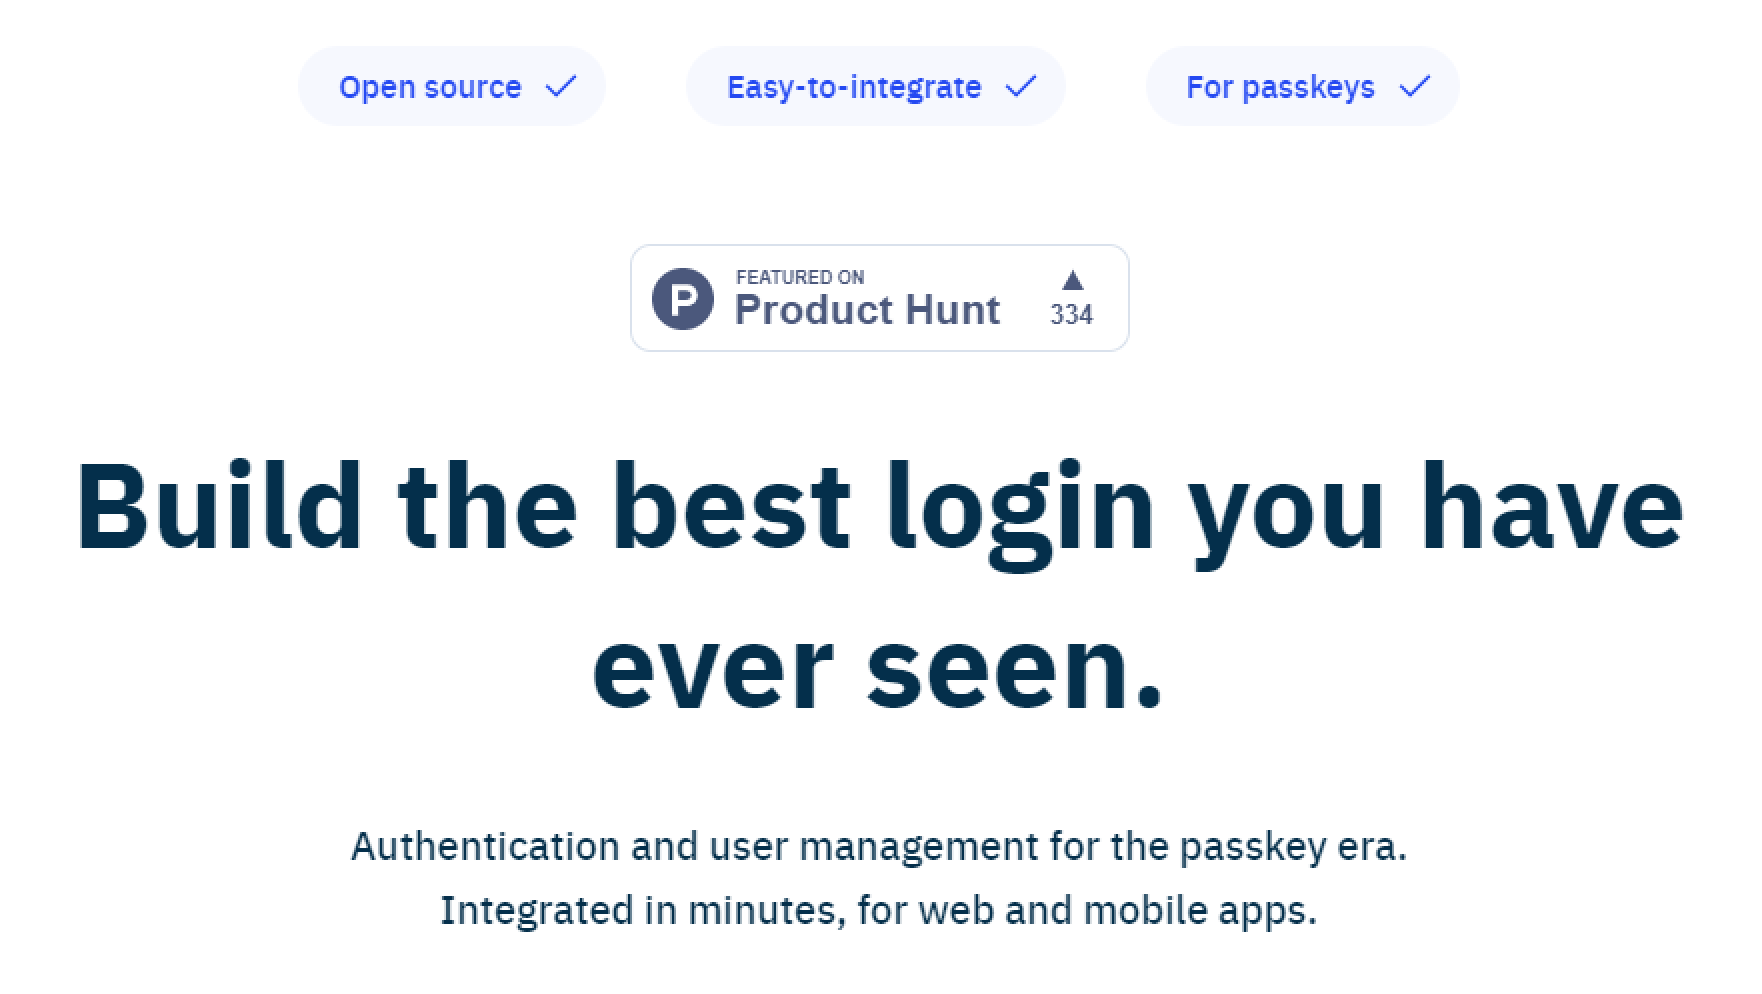 Open source
Easy-to-integrate
For passkeys
FEATURED ON
Product Hunt
334
Build the best login you have
ever seen.
Authentication and user management for the passkey era.
Integrated in minutes, for web and mobile apps.